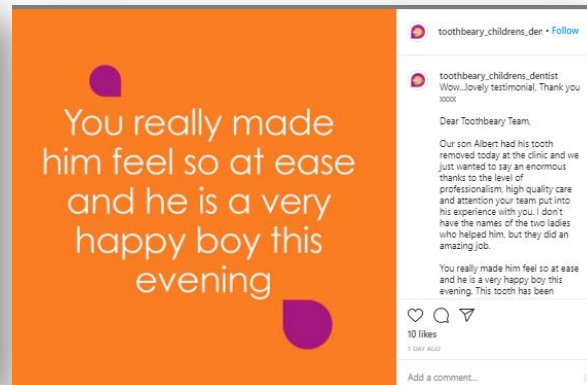 You really made
him feel so at ease
and he is a very
happy boy this
evening
toothbeary_childrens_der • Follow
toothbeary_childrens_dentist
Wow...lovely testimonial, Thank you
xxxx
Dear Toothbeary Team,
Our son Albert had his tooth
removed today at the clinic and we
just wanted to say an enormous
thanks to the level of
professionalism, high quality care
and attention your team put into
his experience with you. I don't
have the names of the two ladies
who helped him, but they did an
amazing job.
You really made him feel so at ease
and he is a very happy boy this
evening. This tooth has been
10 likes
1 DAY AGO
Add a comment...